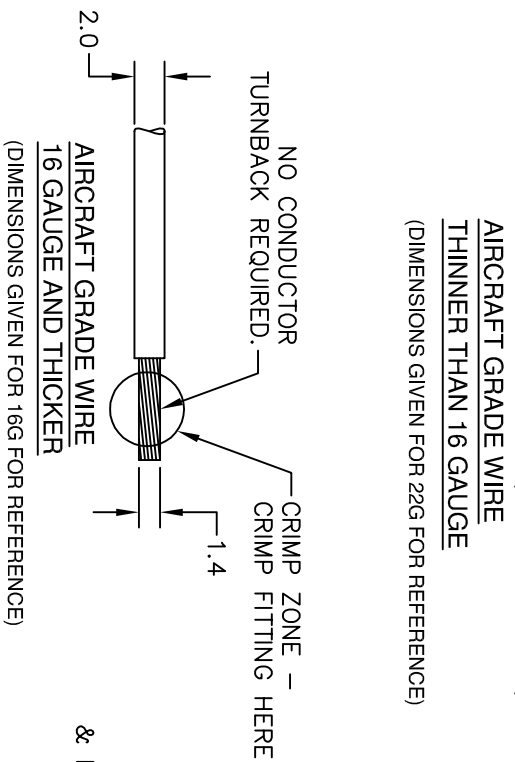 AIRCRAFT GRADE WIRE
THINNER THAN 16 GAUGE
(DIMENSIONS GIVEN FOR 22G FOR REFERENCE)
NO CONDUCTOR
TURNBACK REQUIRED.
CRIMP ZONE –
CRIMP FITTING HERE
2.0
1.4
AIRCRAFT GRADE WIRE
16 GAUGE AND THICKER
(DIMENSIONS GIVEN FOR 16G FOR REFERENCE)
&